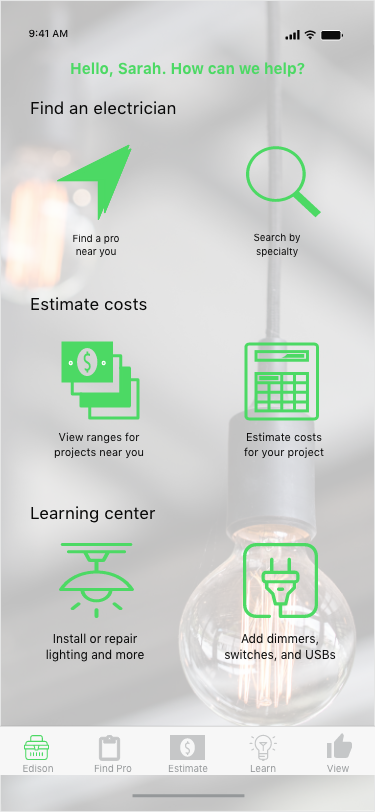 9:41 AM
Hello, Sarah. How can we help?
Find an electrician
Find a pro
near you
Search by
specialty
Estimate costs
$
View ranges for
projects near you
Estimate costs
for your project
Learning center
Install or repair
lighting and more
Add dimmers,
switches, and USBs
$
Edison
Find Pro
Estimate
Learn
View